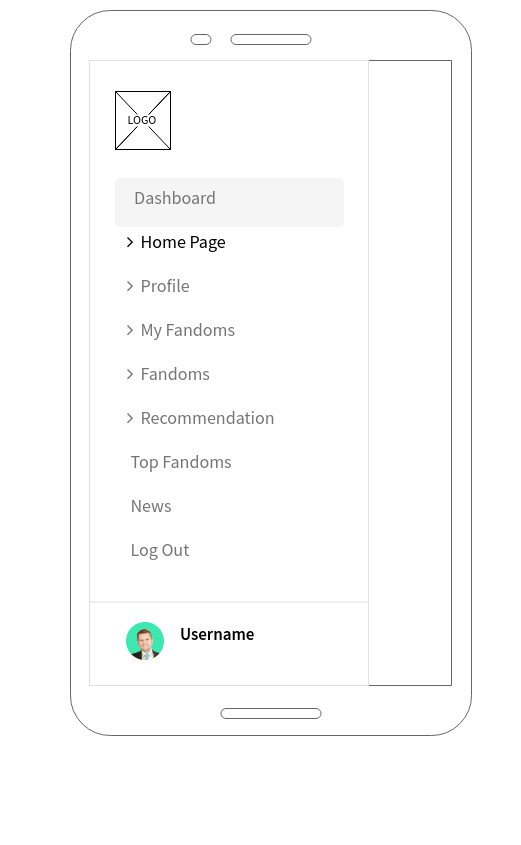 LOGO
Dashboard
Home Page
Profile
My Fandoms
Fandoms
Recommendation
Top Fandoms
News
Log Out
Username